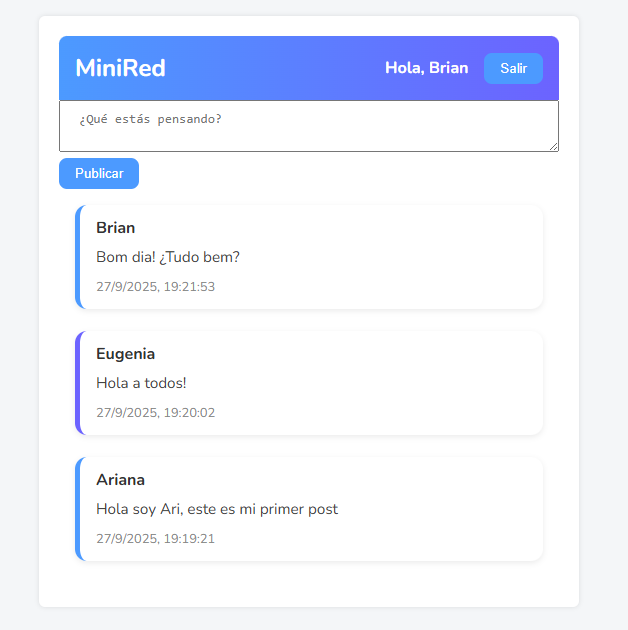 MiniRed
Hola, Brian
Salir
¿Qué estás pensando?
Publicar
Brian
Bom dia! ¿Tudo bem?
27/9/2025, 19:21:53
Eugenia
Hola a todos!
27/9/2025, 19:20:02
Ariana
Hola soy Ari, este es mi primer post
27/9/2025, 19:19:21